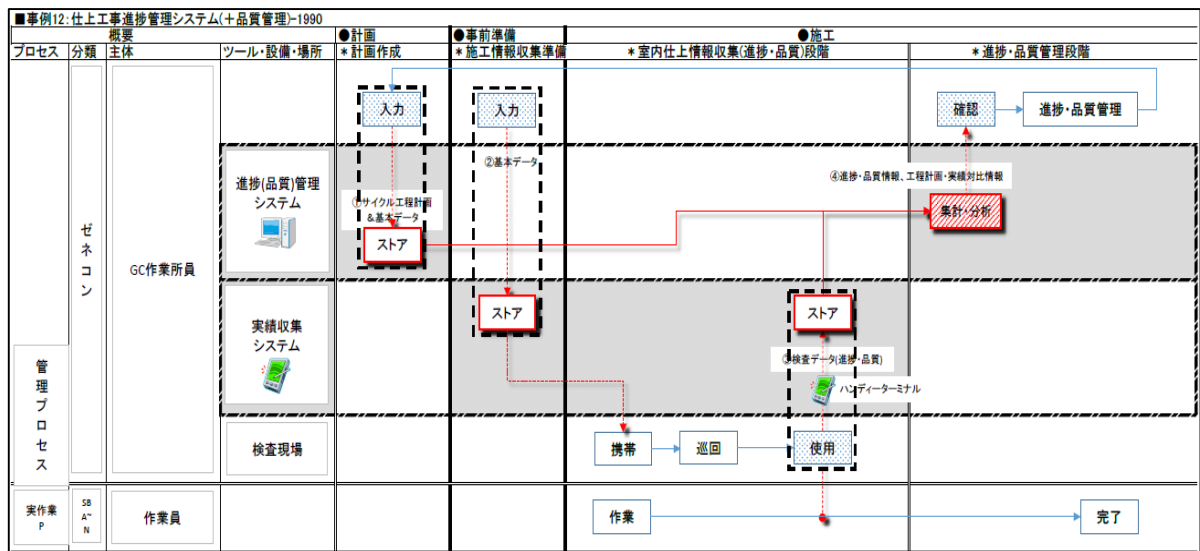 ■事例12:仕上工事進捗管理システム(＋品質管理)-1990
概要
●計画
●事前準備
●施工
プロセス
分類
主体
ツール・設備・場所
＊計画作成
＊施工情報収集準備
＊室内仕上情報収集(進捗・品質)段階
＊進捗・品質管理段階
入力
入力
確認
進捗・品質管理
②基本データ
進捗(品質)管理
システム
①サイクル工程計画
＆基本データ
④進捗・品質情報、工程計画・実績対比情報
集計・分析
ストア
ゼネコン
GC作業所員
実績収集
システム
ストア
ストア
③検査データ(進捗・品質)
ハンディーターミナル
管理プロセス
検査現場
携帯
巡回
使用
実作業
P
SB
A~
N
作業員
作業
完了